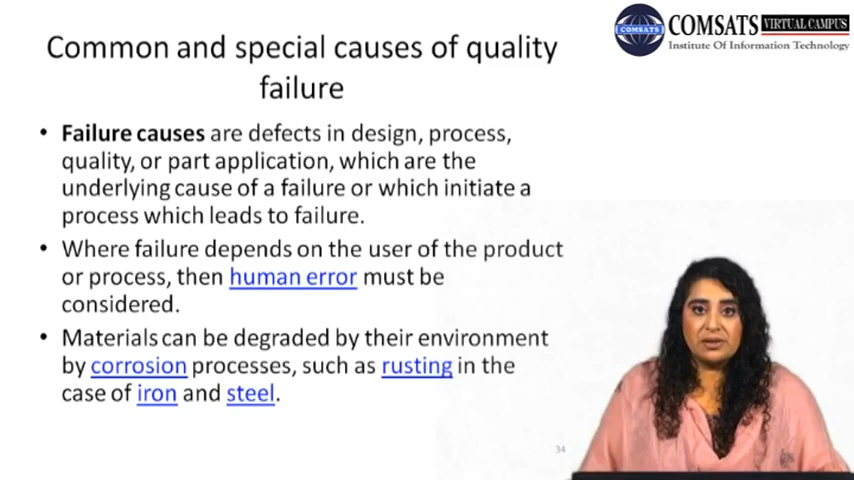 Common and special causes of quality
failure
• Failure causes are defects in design, process,
quality, or part application, which are the
underlying cause of a failure or which initiate a
process which leads to failure.
• Where failure depends on the user of the product
or process, then human error must be
considered.
• Materials can be degraded by their environment
by corrosion processes, such as rusting in the
case of iron and steel.
34
COMSATS
COMSATS VIRTUAL CAMPUS
Institute Of Information Technology